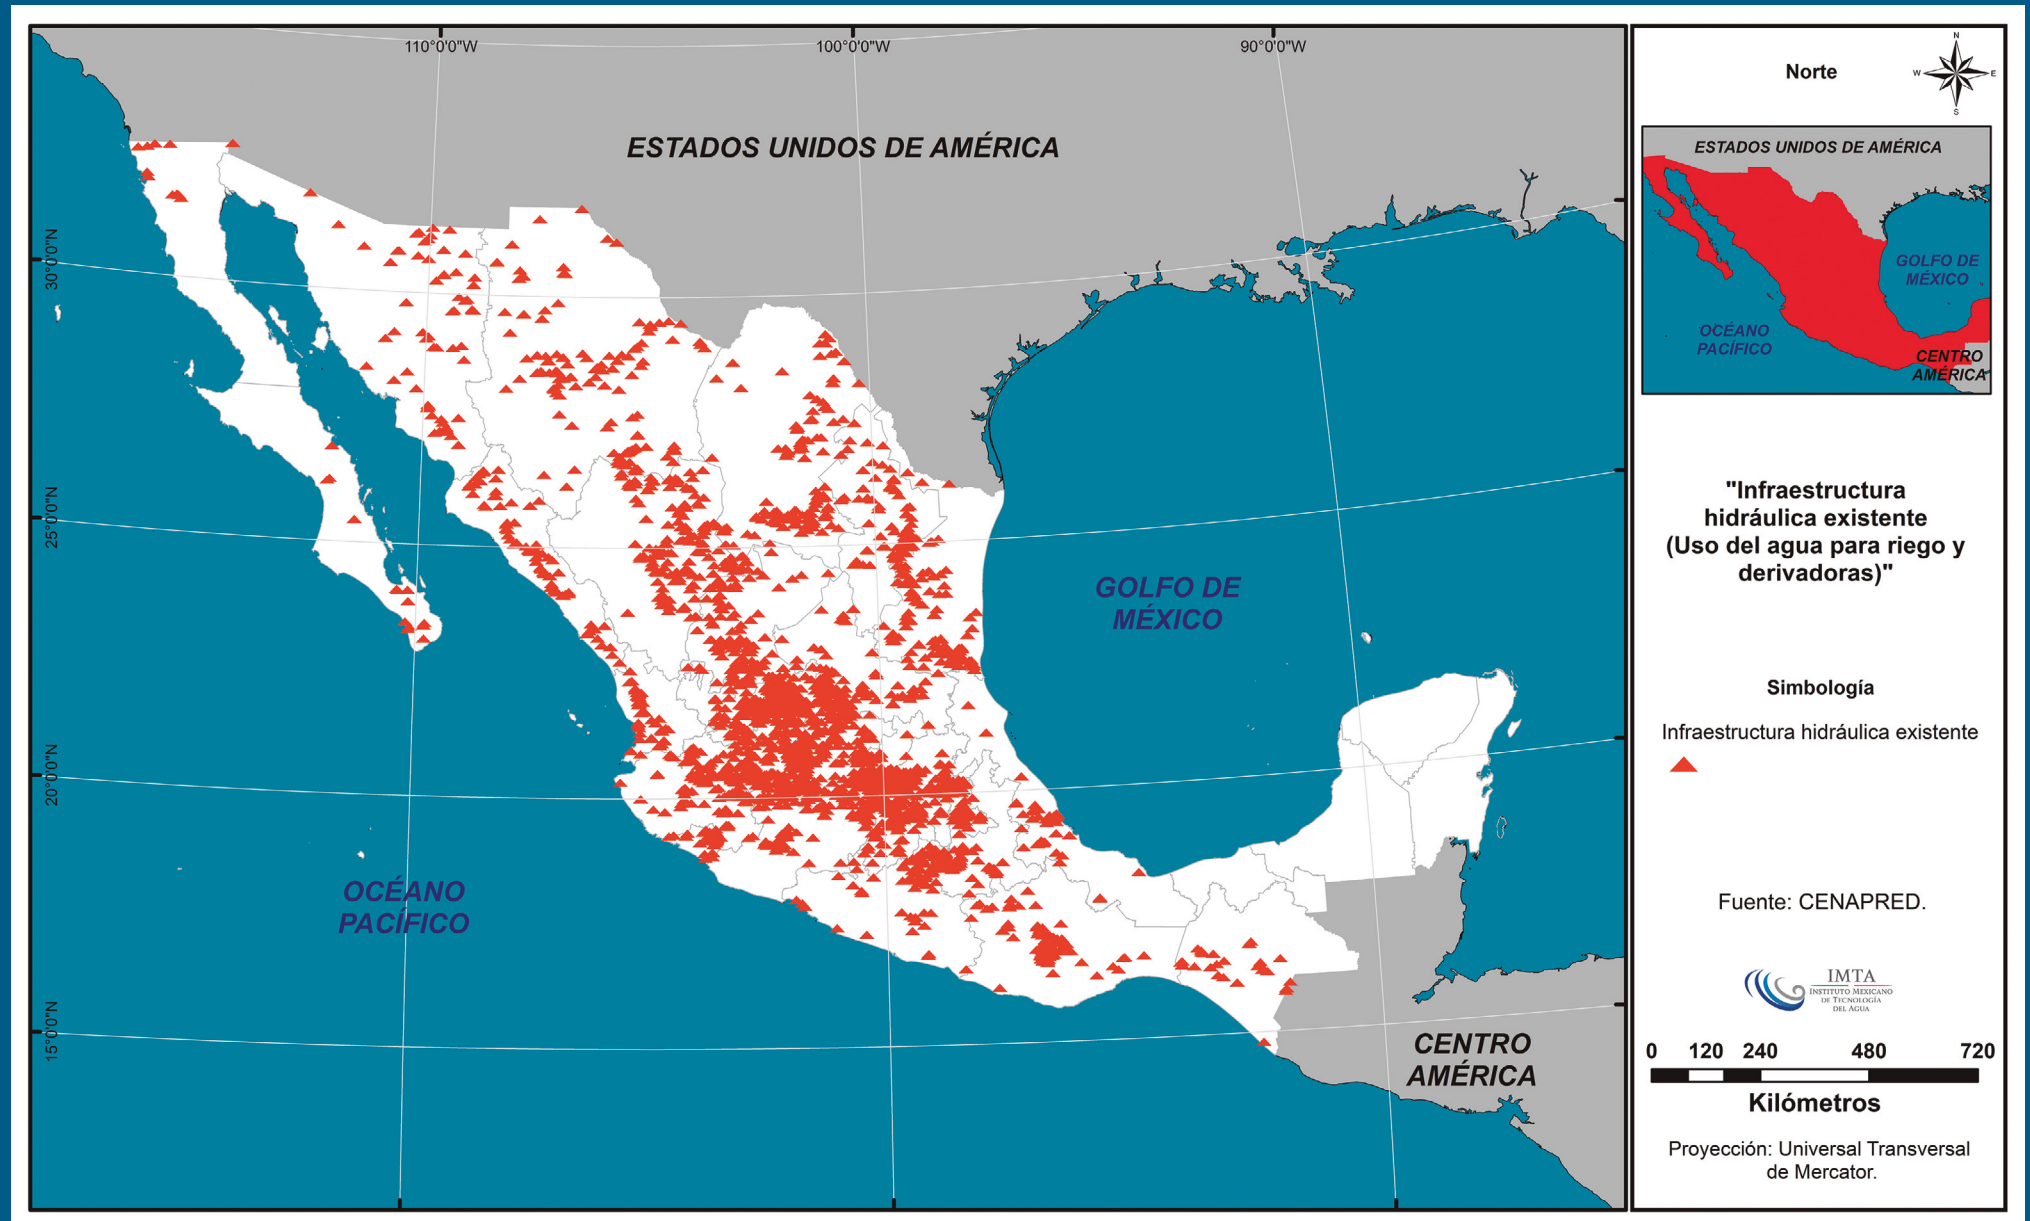 110°0'0"W
100°0'0"W
90°0'0"W
30°0'0"N
25°0'0"N
20°0'0"N
15°0'0"N
ESTADOS UNIDOS DE AMÉRICA
GOLFO DE
MÉXICO
OCÉANO
PACÍFICO
CENTRO
AMÉRICA
Norte
N
W
E
S
ESTADOS UNIDOS DE AMÉRICA
GOLFO DE
MÉXICO
OCÉANO
PACÍFICO
CENTRO
AMÉRICA
"Infraestructura
hidráulica existente
(Uso del agua para riego y
derivadoras)"
Simbología
Infraestructura hidráulica existente
Fuente: CENAPRED.
IMTA
INSTITUTO MEXICANO
DE TECNOLOGÍA
DEL AGUA
0 120 240 480 720
Kilómetros
Proyección: Universal Transversal
de Mercator.